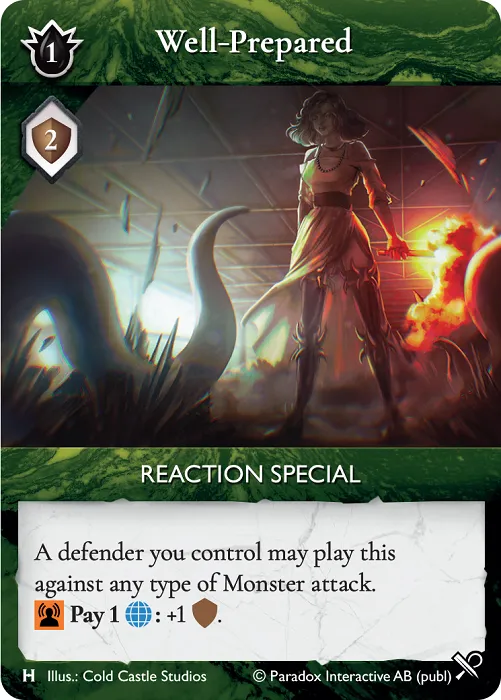 1
Well-Prepared
2
REACTION SPECIAL
A defender you control may play this
against any type of Monster attack.
Pay 1 : +1 .
H Illus.: Cold Castle Studios © Paradox Interactive AB (publ)